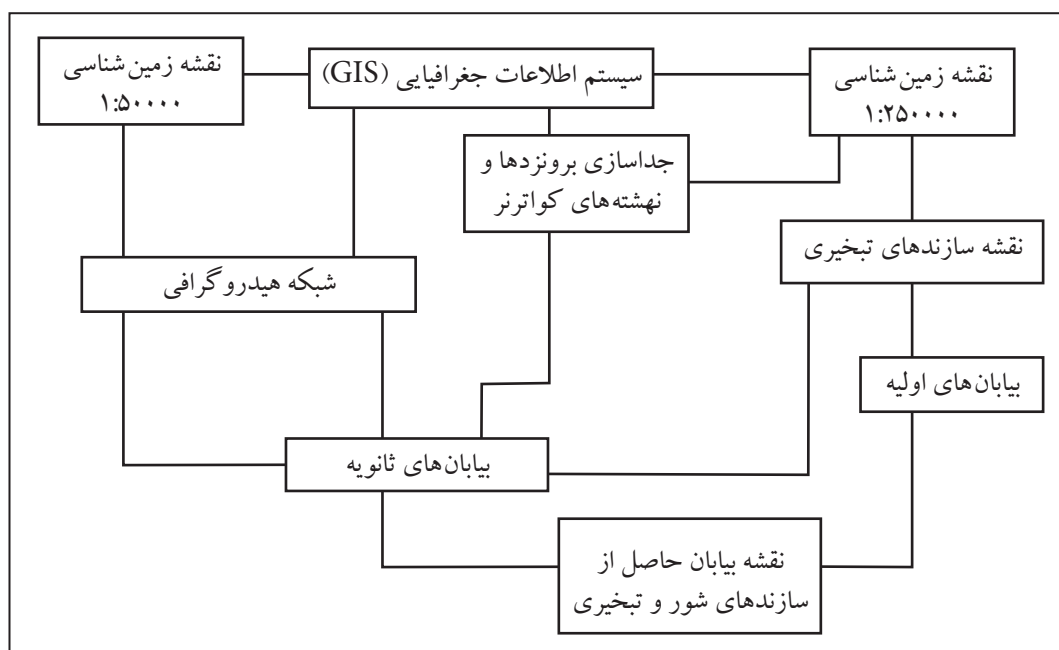 نقشه زمین‌شناسی
۱:۲۵۰۰۰۰
سیستم اطلاعات جغرافیایی (GIS)
نقشه زمین‌شناسی
۱:۵۰۰۰۰
جداسازی برونزدها و
نهشته‌های کواترنر
نقشه سازندهای تبخیری
شبکه هیدروگرافی
بیابان‌های اولیه
بیابان‌های ثانویه
نقشه بیابان حاصل از
سازندهای شور و تبخیری